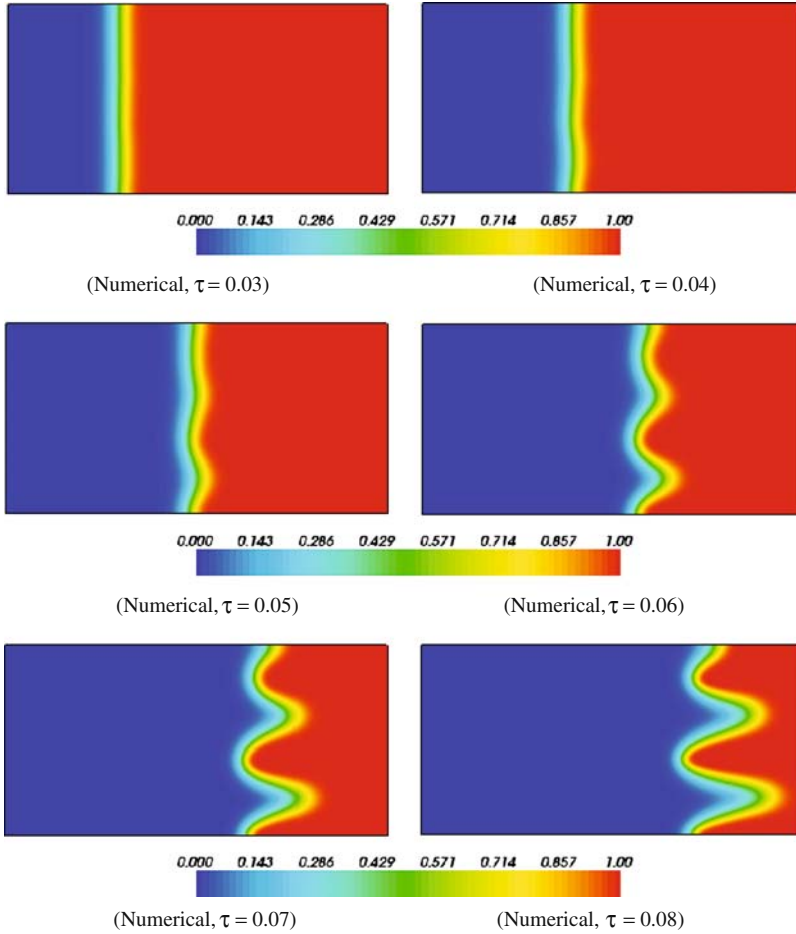 0.000 0.143 0.286 0.429 0.571 0.714 0.857 1.00
(Numerical, τ = 0.03) (Numerical, τ = 0.04)
0.000 0.143 0.286 0.429 0.571 0.714 0.857 1.00
(Numerical, τ = 0.05) (Numerical, τ = 0.06)
0.000 0.143 0.286 0.429 0.571 0.714 0.857 1.00
(Numerical, τ = 0.07) (Numerical, τ = 0.08)